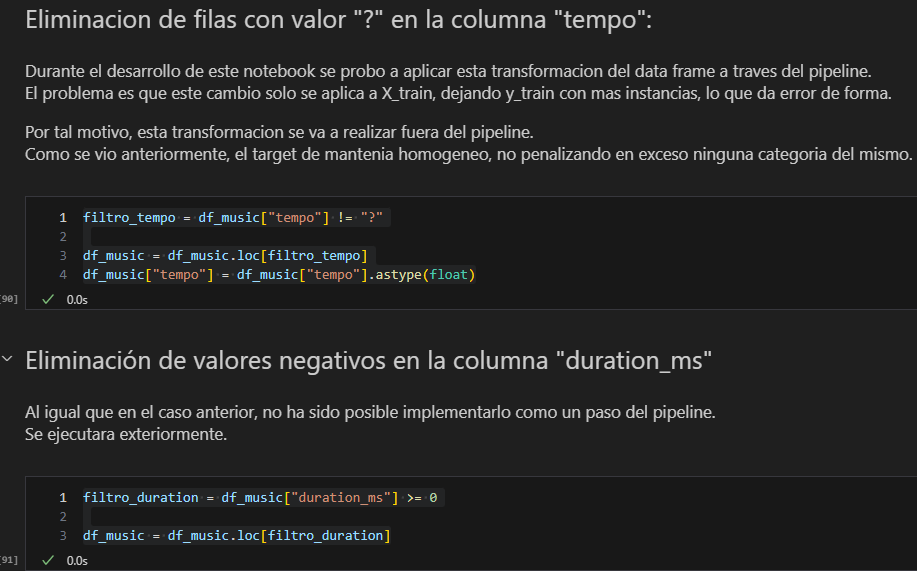 Eliminacion de filas con valor "?" en la columna "tempo":
Durante el desarrollo de este notebook se probo a aplicar esta transformacion del data frame a traves del pipeline.
El problema es que este cambio solo se aplica a X_train, dejando y_train con mas instancias, lo que da error de forma.
Por tal motivo, esta transformacion se va a realizar fuera del pipeline.
Como se vio anteriormente, el target de mantenia homogeneo, no penalizando en exceso ninguna categoria del mismo.
1 filtro_tempo = df_music["tempo"] != "?"
2
3 df_music = df_music.loc[filtro_tempo]
4 df_music["tempo"] = df_music["tempo"].astype(float)
[90] ✓ 0.0s
Eliminación de valores negativos en la columna "duration_ms"
Al igual que en el caso anterior, no ha sido posible implementarlo como un paso del pipeline.
Se ejecutara exteriormente.
1 filtro_duration = df_music["duration_ms"] >= 0
2
3 df_music = df_music.loc[filtro_duration]
[91] ✓ 0.0s